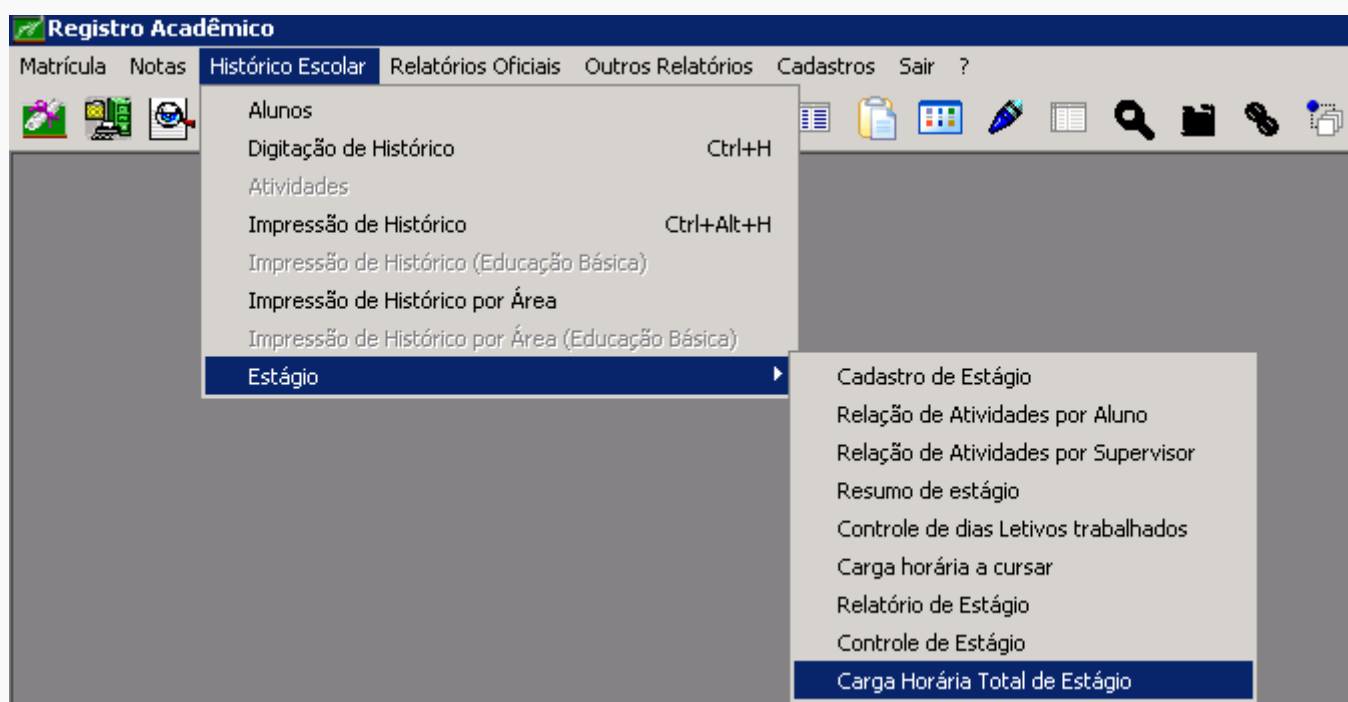 Registro Acadêmico
Matrícula Notas Histórico Escolar Relatórios Oficiais Outros Relatórios Cadastros Sair ?
Alunos
Digitação de Histórico Ctrl+H
Atividades
Impressão de Histórico Ctrl+Alt+H
Impressão de Histórico (Educação Básica)
Impressão de Histórico por Área
Impressão de Histórico por Área (Educação Básica)
Estágio
Cadastro de Estágio
Relação de Atividades por Aluno
Relação de Atividades por Supervisor
Resumo de estágio
Controle de dias Letivos trabalhados
Carga horária a cursar
Relatório de Estágio
Controle de Estágio
Carga Horária Total de Estágio